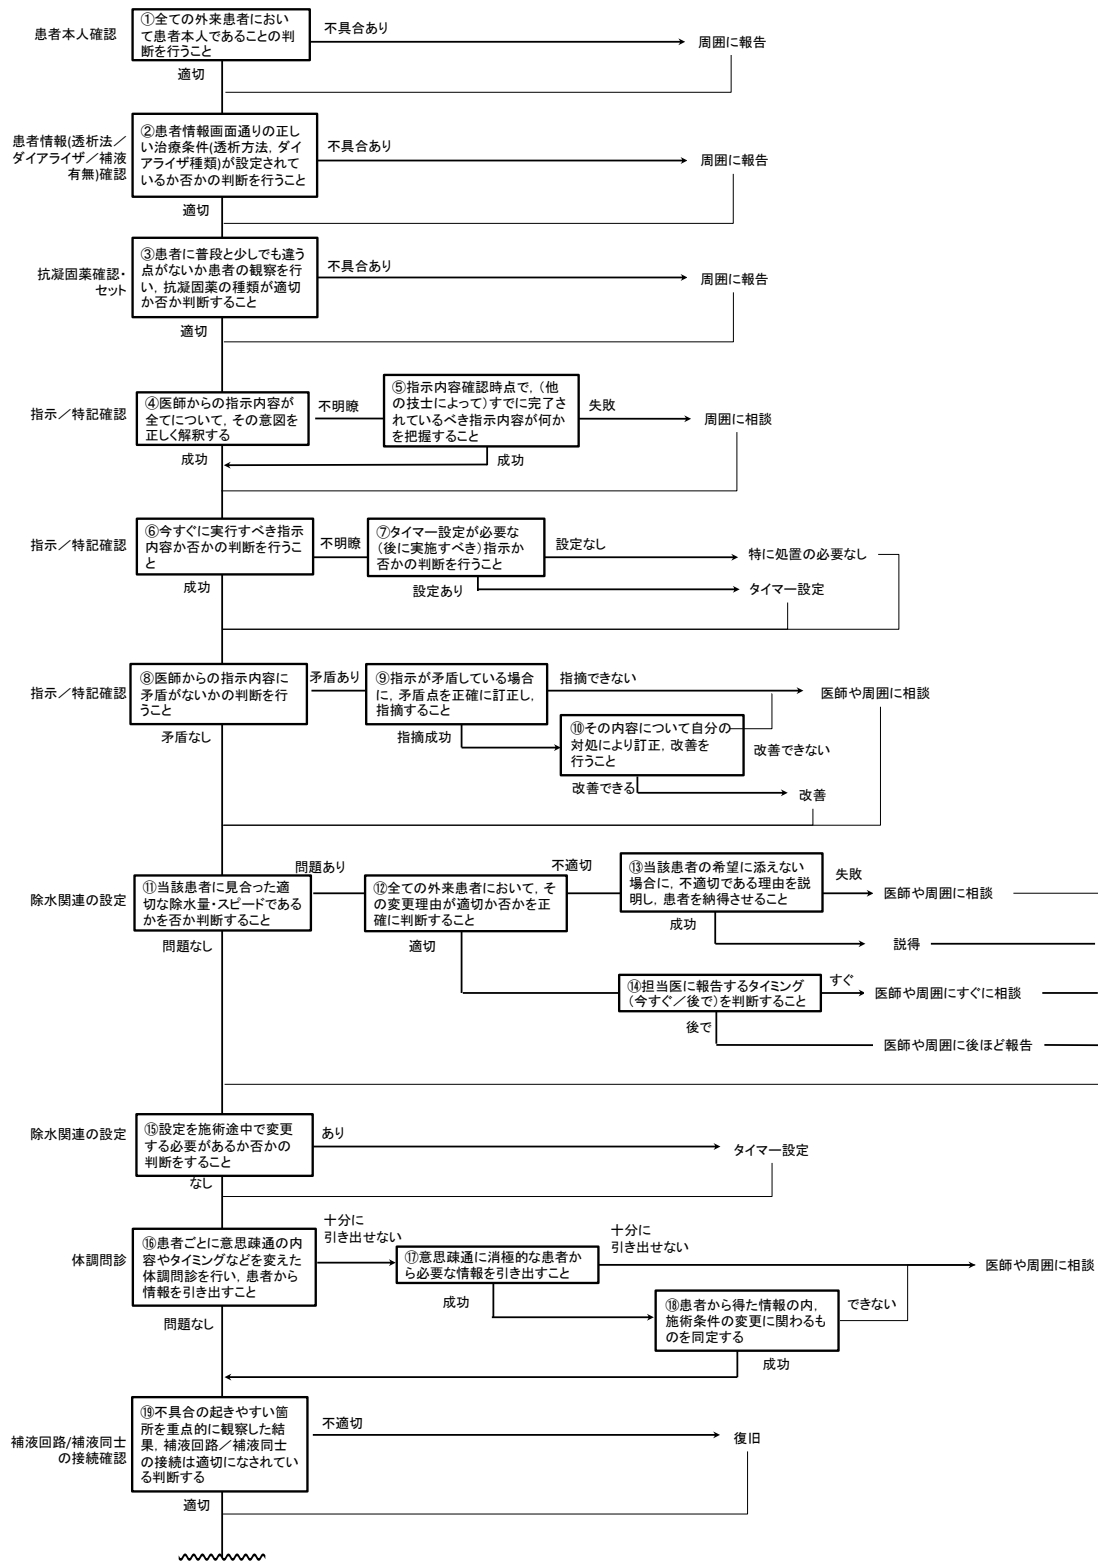 患者本人確認
①全ての外来患者におい
て患者本人であることの判
断を行うこと
不具合あり
周囲に報告
適切
患者情報(透析法／
ダイアライザ／補液
有無)確認
②患者情報画面通りの正し
い治療条件(透析方法，ダイ
アライザ種類)が設定されて
いるか否かの判断を行うこと
不具合あり
周囲に報告
適切
抗凝固薬確認・
セット
③患者に普段と少しでも違う
点がないか患者の観察を行
い，抗凝固薬の種類が適切
か否か判断すること
不具合あり
周囲に報告
適切
指示／特記確認
④医師からの指示内容が
全てについて，その意図を
正しく解釈する
不明瞭
⑤指示内容確認時点で，（他
の技士によって）すでに完了さ
れているべき指示内容が何か
を把握すること
失敗
周囲に相談
成功
成功
指示／特記確認
⑥今すぐに実行すべき指示
内容か否かの判断を行うこ
と
不明瞭
⑦タイマー設定が必要な
（後に実施すべき）指示か
否かの判断を行うこと
設定なし
特に処置の必要なし
成功
設定あり
タイマー設定
指示／特記確認
⑧医師からの指示内容に
矛盾がないかの判断を行
うこと
矛盾あり
⑨指示が矛盾している場合
に，矛盾点を正確に訂正し，
指摘すること
指摘できない
医師や周囲に相談
矛盾なし
指摘成功
⑩その内容について自分の
対処により訂正，改善を
行うこと
改善できない
改善できる
改善
除水関連の設定
⑪当該患者に見合った適
切な除水量・スピードである
かを否か判断すること
問題あり
⑫全ての外来患者において，そ
の変更理由が適切か否かを正
確に判断すること
不適切
⑬当該患者の希望に添えない
場合に，不適切である理由を説
明し，患者を納得させること
失敗
医師や周囲に相談
問題なし
適切
成功
説得
⑭担当医に報告するタイミング
（今すぐ／後で）を判断すること
すぐ
医師や周囲にすぐに相談
後で
医師や周囲に後ほど報告
除水関連の設定
⑮設定を施術途中で変更
する必要があるか否かの
判断をすること
あり
タイマー設定
なし
体調問診
⑯患者ごとに意思疎通の内
容やタイミングなどを変えた
体調問診を行い，患者から
情報を引き出すこと
十分に
引き出せない
⑰意思疎通に消極的な患者か
ら必要な情報を引き出すこと
十分に
引き出せない
医師や周囲に相談
問題なし
成功
⑱患者から得た情報の内，
施術条件の変更に関わるも
のを同定する
できない
成功
補液回路/補液同士
の接続確認
⑲不具合の起きやすい箇
所を重点的に観察した結
果，補液回路／補液同士
の接続は適切になされてい
る判断する
不適切
復旧
適切